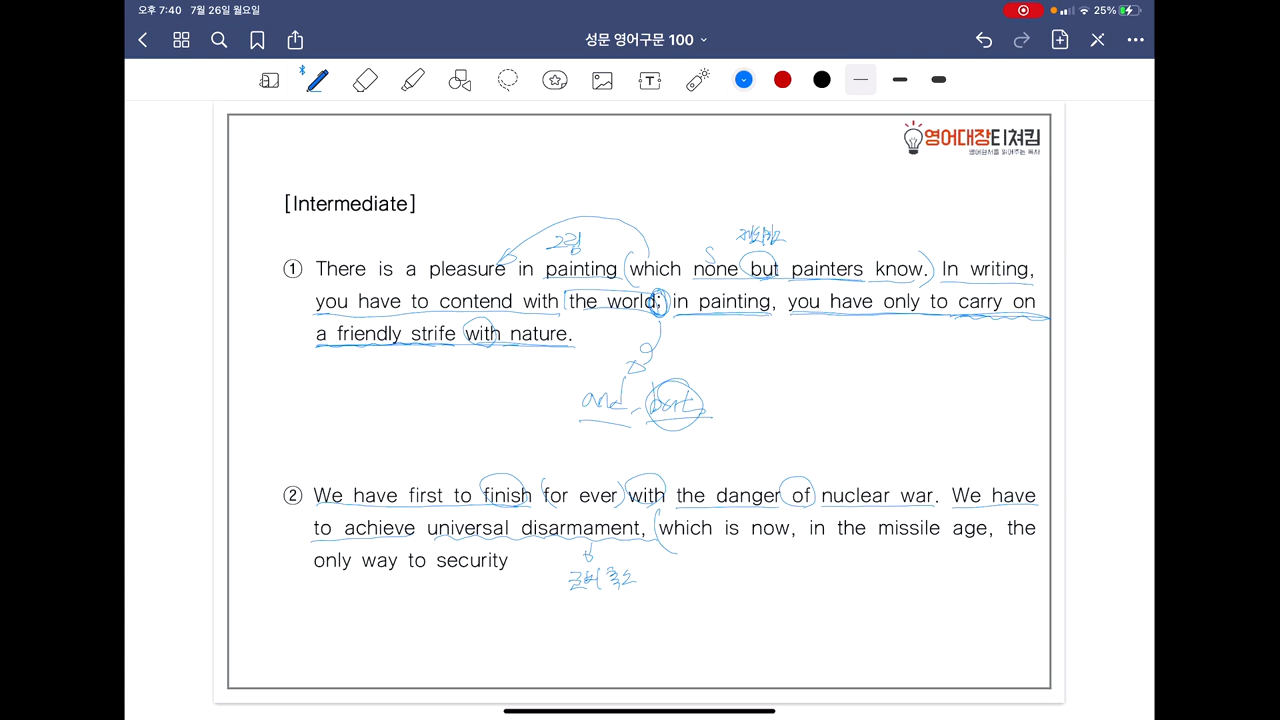 오후 7:40 7월 26일 월요일
25%
성문 영어구문 100
영어대장티쳐킴
[Intermediate]
그림
S
① There is a pleasure in painting (which none but painters know.) In writing,
you have to contend with the world; in painting, you have only to carry on
a friendly strife with nature.
and, but
② We have first to finish (for ever) with the danger of nuclear war. We have
to achieve universal disarmament, (which is now, in the missile age, the
only way to security
군비축소